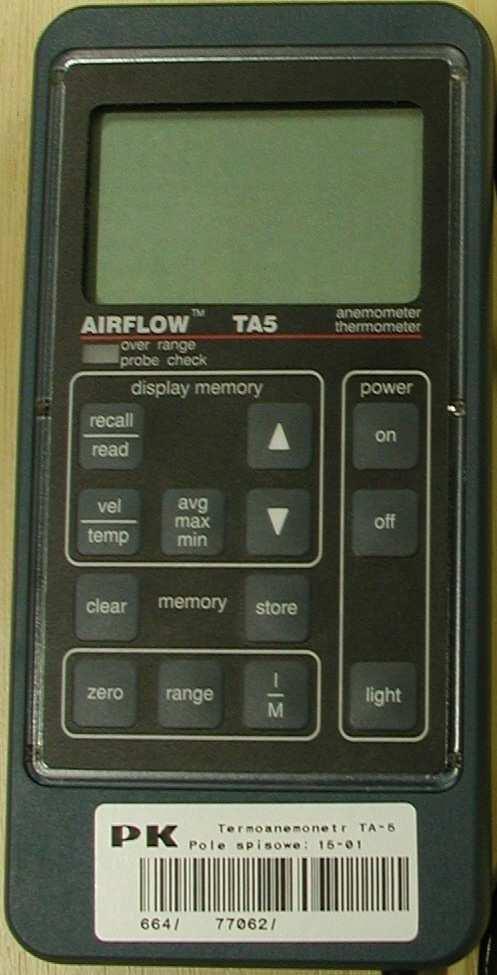 AIRFLOW™ TA5 anemometer
thermometer
over range
probe check
display memory
power
recall
read
▲
on
vel
temp
avg
max
min
▼
off
clear
memory
store
zero
range
I
M
light
PK Termoanemonetr TA-5
Pole spisowe: 15-01
664/ 77062/